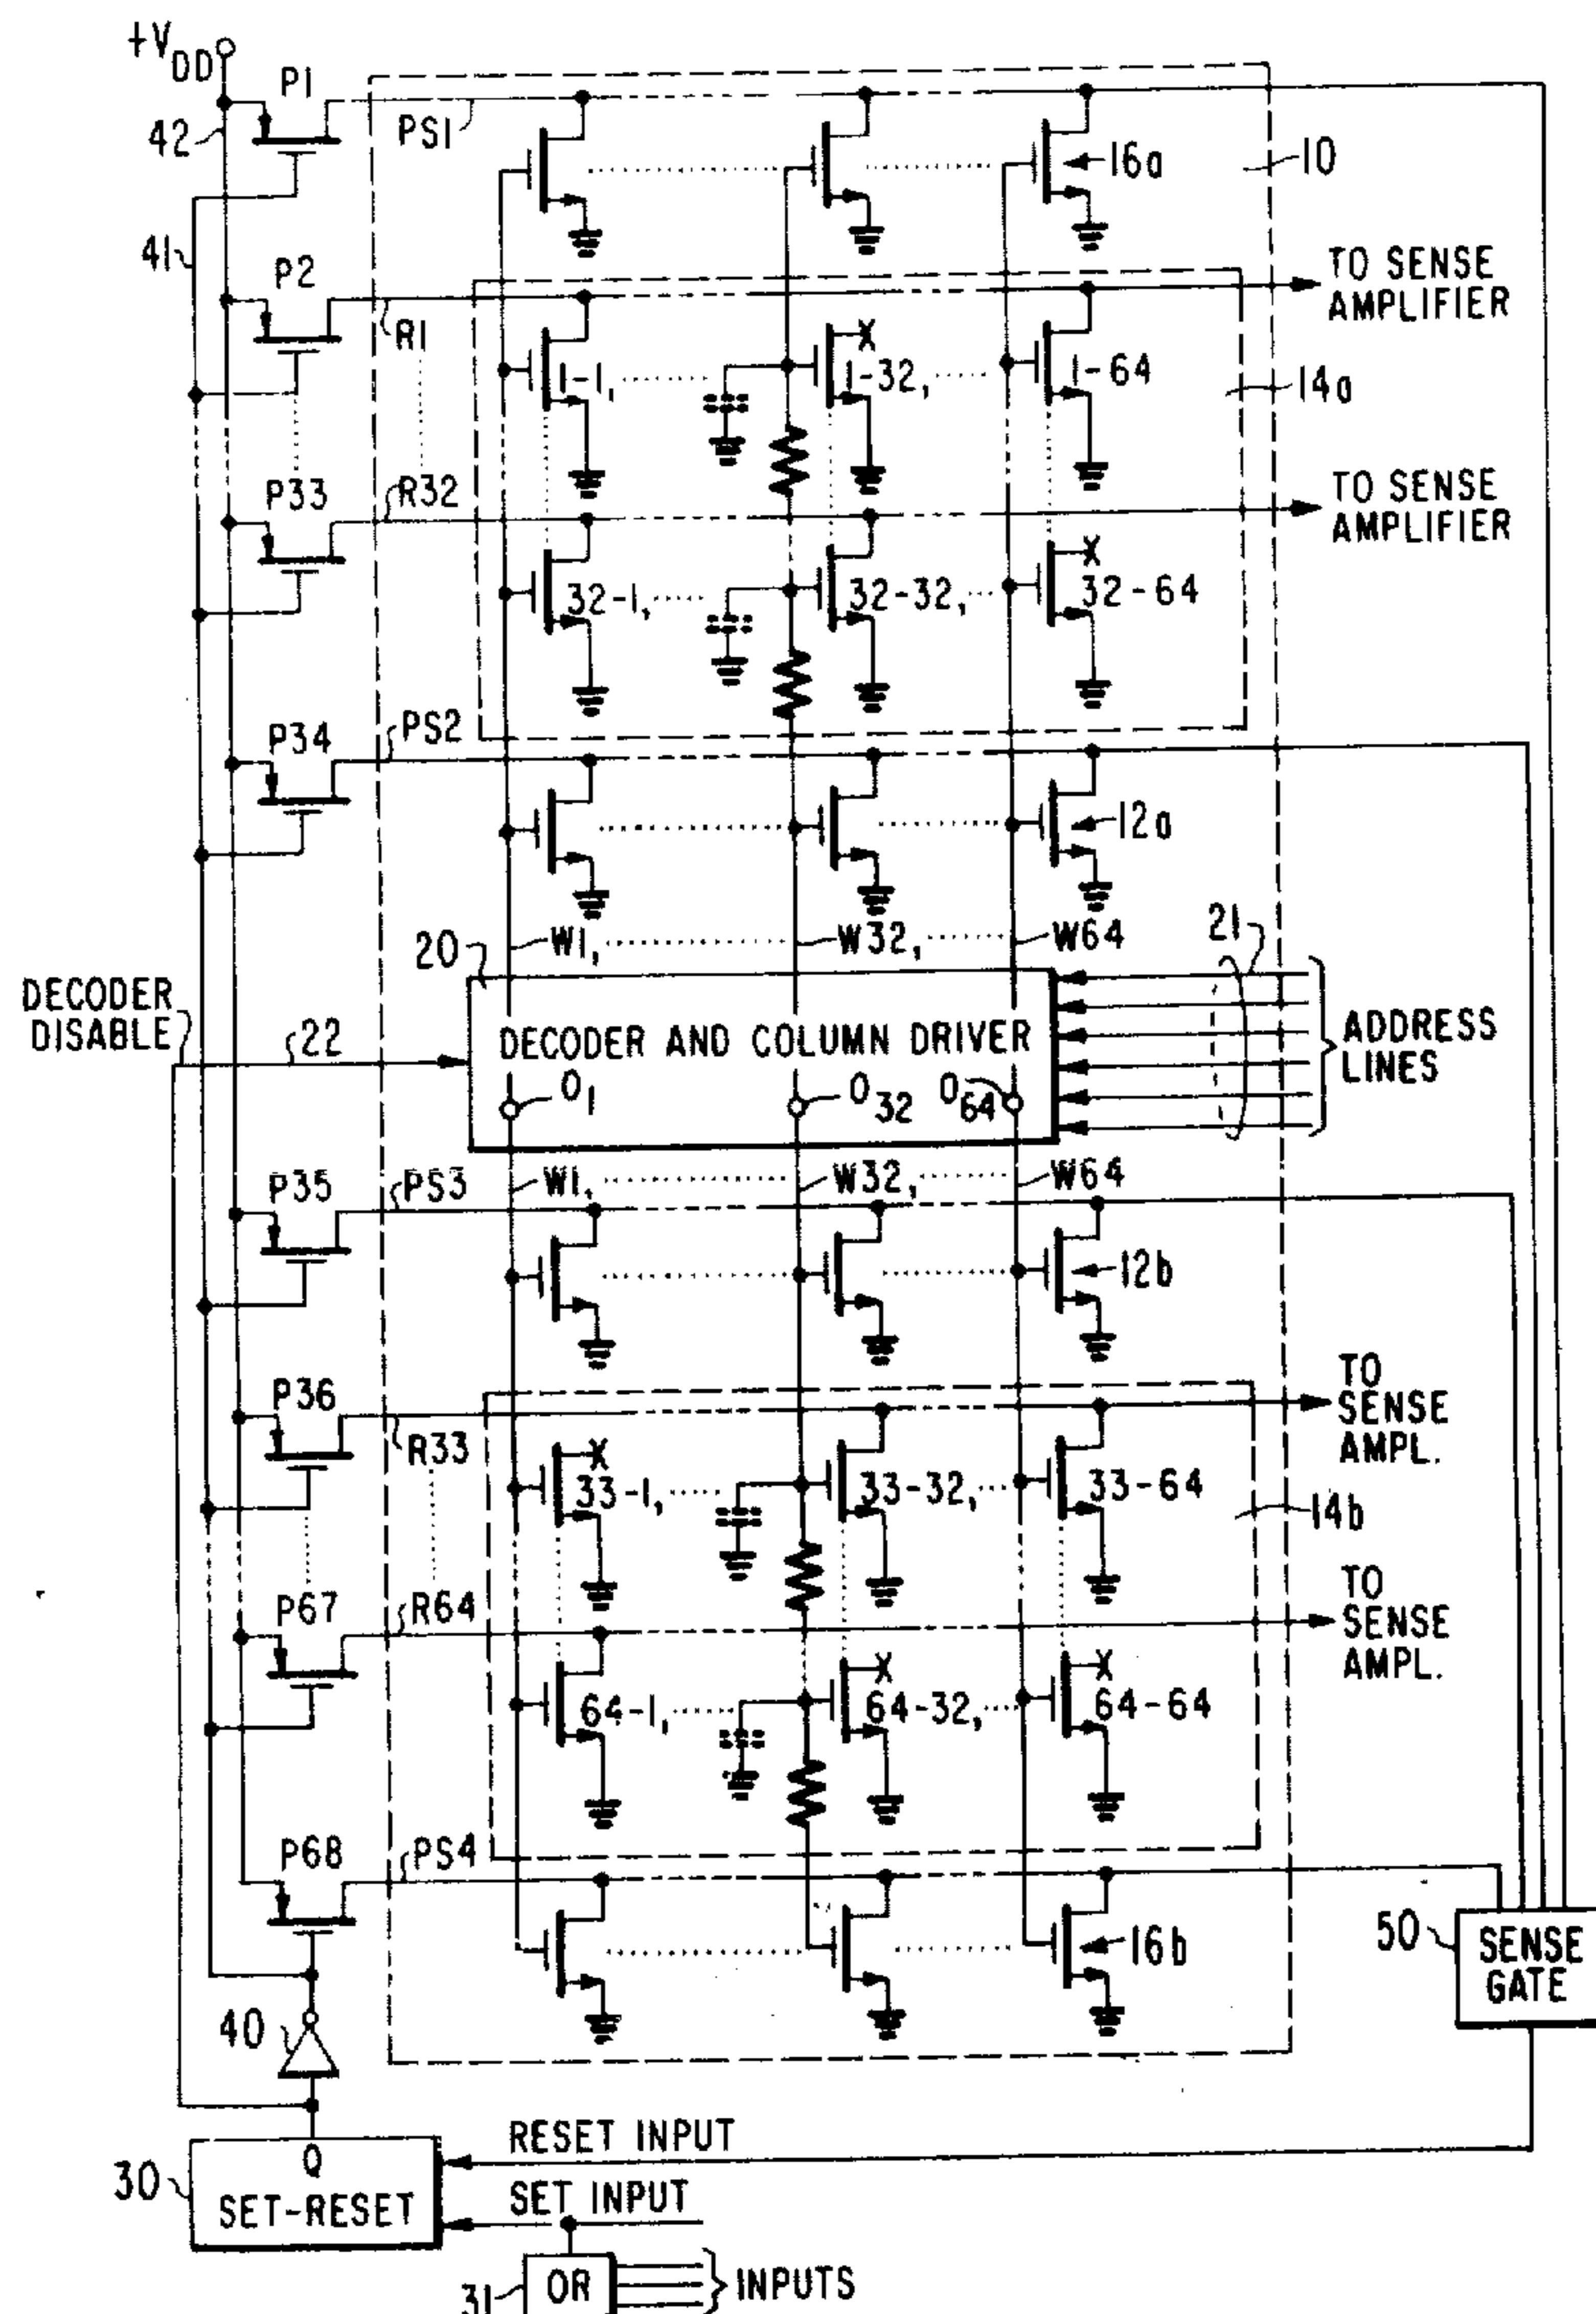 +VDD
P1
42
PS1
16a
10
41
P2
R1
TO SENSE
AMPLIFIER
1-1,
1-32,
1-64
14a
P33
R32
TO SENSE
AMPLIFIER
32-1,
32-32,
32-64
P34
PS2
12a
20
W1,
W32,
W64
21
DECODER
DISABLE
22
DECODER AND COLUMN DRIVER
ADDRESS
LINES
O1
O32
O64
P35
PS3
W1,
W32,
W64
12b
P36
R33
TO
SENSE
AMPL.
33-1,
33-32,
33-64
14b
P67
R64
TO
SENSE
AMPL.
64-1,
64-32,
64-64
P68
PS4
16b
50
SENSE
GATE
40
RESET INPUT
30
Q
SET-RESET
SET INPUT
31
OR
INPUTS